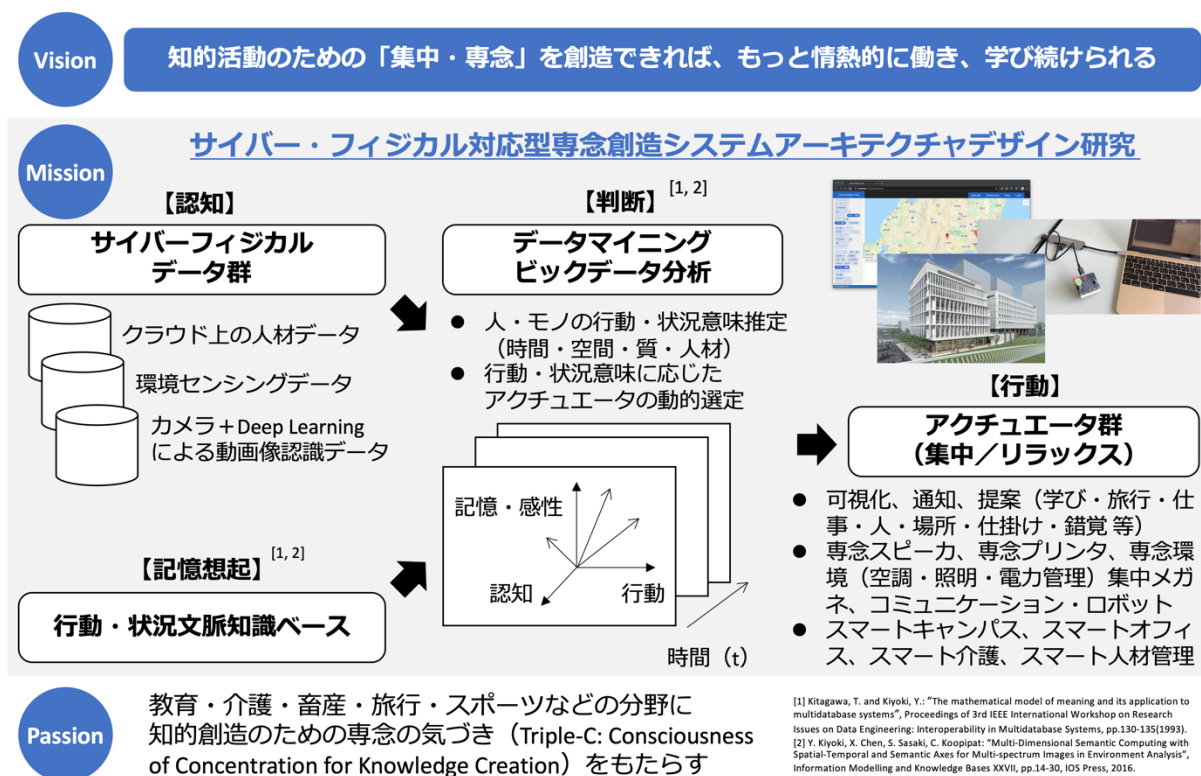 Vision
知的活動のための「集中・専念」を創造できれば、もっと情熱的に働き、学び続けられる
Mission
サイバー・フィジカル対応型専念創造システムアーキテクチャデザイン研究
【認知】
サイバーフィジカル
データ群
クラウド上の人材データ
環境センシングデータ
カメラ＋Deep Learning
による動画像認識データ
【記憶想起】[1, 2]
行動・状況文脈知識ベース
【判断】[1, 2]
データマイニング
ビックデータ分析
● 人・モノの行動・状況意味推定
（時間・空間・質・人材）
● 行動・状況意味に応じた
アクチュエータの動的選定
記憶・感性
認知
行動
時間（t）
【行動】
アクチュエータ群
（集中／リラックス）
● 可視化、通知、提案（学び・旅行・仕
事・人・場所・仕掛け・錯覚 等）
● 専念スピーカ、専念プリンタ、専念環
境（空調・照明・電力管理）集中メガ
ネ、コミュニケーション・ロボット
● スマートキャンパス、スマートオフィ
ス、スマート介護、スマート人材管理
Passion
教育・介護・畜産・旅行・スポーツなどの分野に
知的創造のための専念の気づき（Triple-C: Consciousness
of Concentration for Knowledge Creation）をもたらす
[1] Kitagawa, T. and Kiyoki, Y.: "The mathematical model of meaning and its application to
multidatabase systems", Proceedings of 3rd IEEE International Workshop on Research
Issues on Data Engineering: Interoperability in Multidatabase Systems, pp.130-135(1993).
[2] Y. Kiyoki, X. Chen, S. Sasaki, C. Koopipat: "Multi-Dimensional Semantic Computing with
Spatial-Temporal and Semantic Axes for Multi-spectrum Images in Environment Analysis",
Information Modelling and Knowledge Bases XXVII, pp.14-30, IOS Press, 2016.